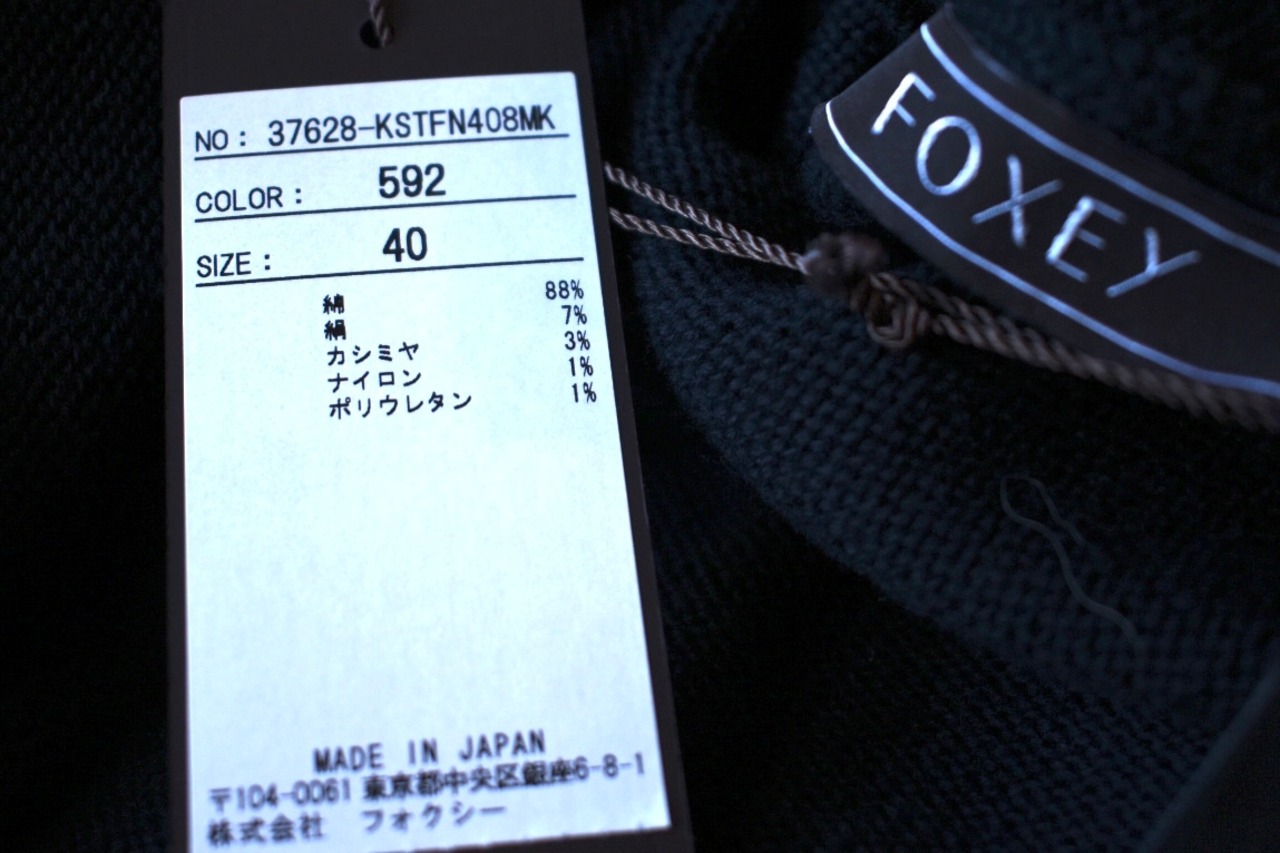 NO: 37628-KSTFN408MK
COLOR: 592
SIZE: 40
綿 88%
絹 7%
カシミヤ 3%
ナイロン 1%
ポリウレタン 1%
MADE IN JAPAN
〒104-0061 東京都中央区銀座6-8-1
株式会社 フォクシー
FOXEY